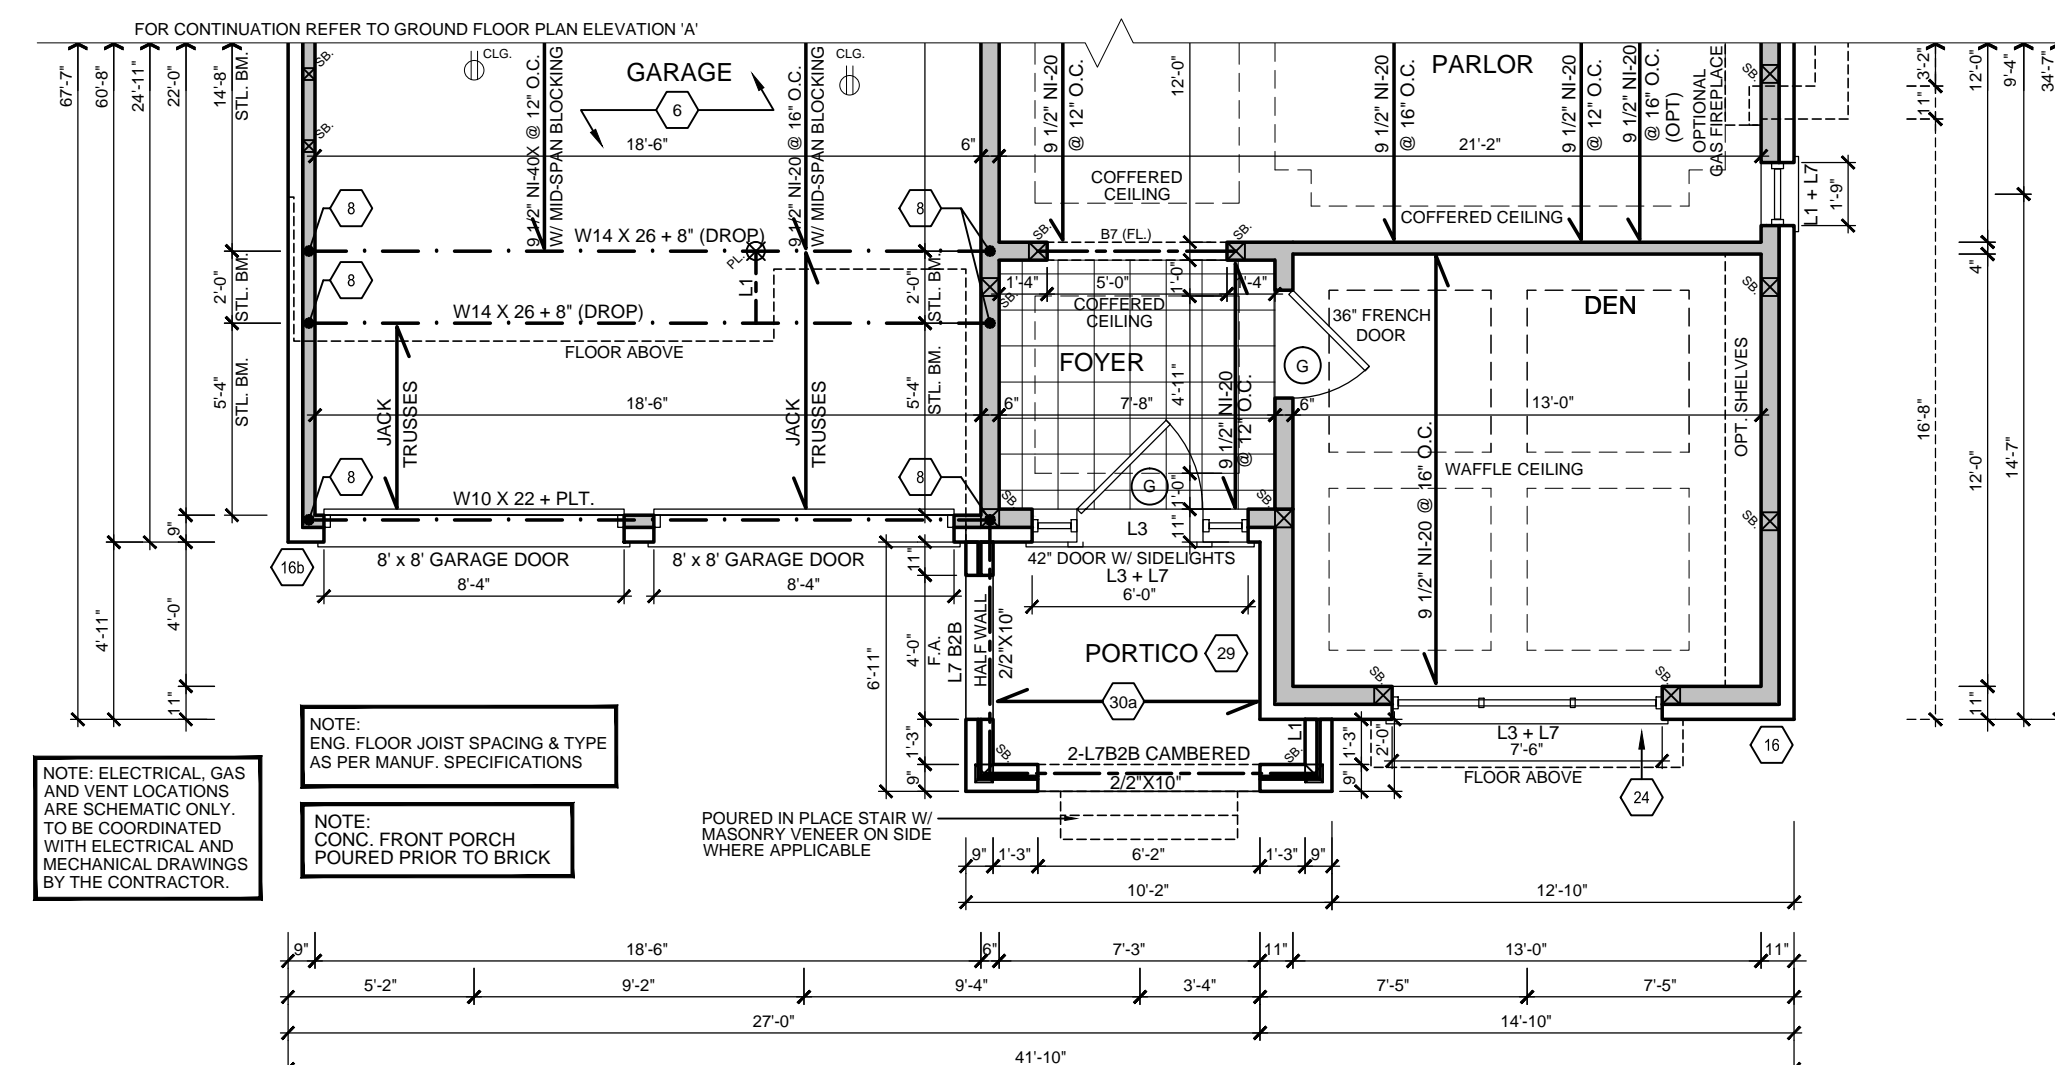 FOR CONTINUATION REFER TO GROUND FLOOR PLAN ELEVATION 'A'
67'-7"
60'-8"
24'-11"
22'-0"
14'-8"
STL. BM.
SB.
CLG.
GARAGE
CLG.
6
9 1/2" NI-40X @ 12" O.C.
W/ MID-SPAN BLOCKING
9 1/2" NI-20 @ 16" O.C.
W/ MID-SPAN BLOCKING
SB.
18'-6"
6"
9 1/2" NI-20
@ 12" O.C.
12'-0"
COFFERED
CEILING
9 1/2" NI-20
@ 16" O.C.
PARLOR
21'-2"
9 1/2" NI-20
@ 12" O.C.
9 1/2" NI-20
@ 16" O.C.
(OPT)
OPTIONAL
GAS FIREPLACE
COFFERED CEILING
SB.
L1 + L7
1'-9"
11"
3'-2"
12'-0"
9'-4"
34'-7"
8
8
W14 X 26 + 8" (DROP)
PL.
L1
B7 (FL.)
SB.
SB.
2'-0"
STL. BM.
8
W14 X 26 + 8" (DROP)
FLOOR ABOVE
2'-0"
STL. BM.
SB.
1'-4"
5'-0"
1'-0"
1'-4"
COFFERED
CEILING
FOYER
36" FRENCH
DOOR
G
DEN
SB.
4"
5'-4"
STL. BM.
JACK
TRUSSES
18'-6"
JACK
TRUSSES
5'-4"
STL. BM.
6"
7'-8"
4'-11"
9 1/2" NI-20
@ 12" O.C.
6"
13'-0"
OPT. SHELVES
WAFFLE CEILING
9 1/2" NI-20 @ 16" O.C.
16'-8"
12'-0"
14'-7"
8
8
W10 X 22 + PLT.
SB.
G
1'-0"
SB.
SB.
L3
11"
9"
16b
8' x 8' GARAGE DOOR
8'-4"
8' x 8' GARAGE DOOR
8'-4"
11"
42" DOOR W/ SIDELIGHTS
L3 + L7
6'-0"
4'-11"
4'-0"
11"
6'-11"
4'-0"
F.A.
L7 B2B
HALF WALL
2/2"X10"
PORTICO
29
30a
SB.
SB.
11"
NOTE:
ENG. FLOOR JOIST SPACING & TYPE
AS PER MANUF. SPECIFICATIONS
1'-3"
9"
SB.
2-L7B2B CAMBERED
2/2"X10"
SB.
L1
1'-3"
9"
2'-0"
L3 + L7
7'-6"
FLOOR ABOVE
24
16
NOTE: ELECTRICAL, GAS
AND VENT LOCATIONS
ARE SCHEMATIC ONLY.
TO BE COORDINATED
WITH ELECTRICAL AND
MECHANICAL DRAWINGS
BY THE CONTRACTOR.
NOTE:
CONC. FRONT PORCH
POURED PRIOR TO BRICK
POURED IN PLACE STAIR W/
MASONRY VENEER ON SIDE
WHERE APPLICABLE
9"
1'-3"
6'-2"
1'-3"
9"
10'-2"
12'-10"
9"
18'-6"
6"
7'-3"
11"
13'-0"
11"
5'-2"
9'-2"
9'-4"
3'-4"
7'-5"
7'-5"
27'-0"
14'-10"
41'-10"